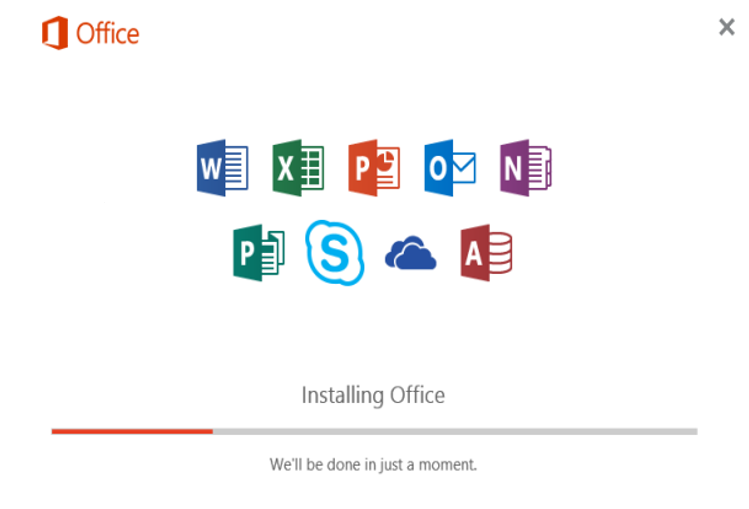 Office
W X P O N
P S A
Installing Office
We'll be done in just a moment.